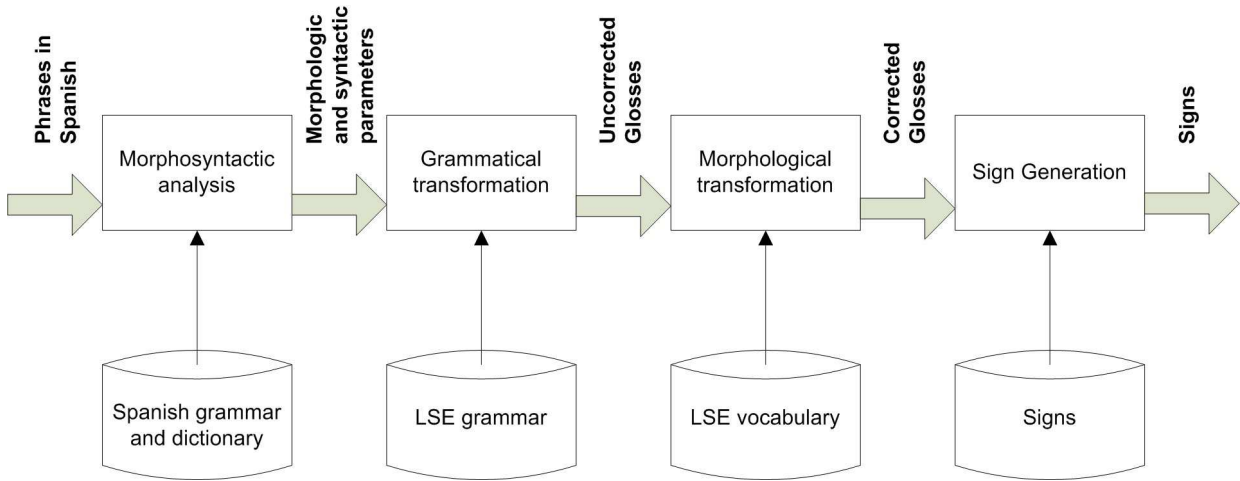 Phrases in
Spanish
Morphosyntactic
analysis
Morphologic
and syntactic
parameters
Grammatical
transformation
Uncorrected
Glosses
Morphological
transformation
Corrected
Glosses
Sign Generation
Signs
Spanish grammar
and dictionary
LSE grammar
LSE vocabulary
Signs